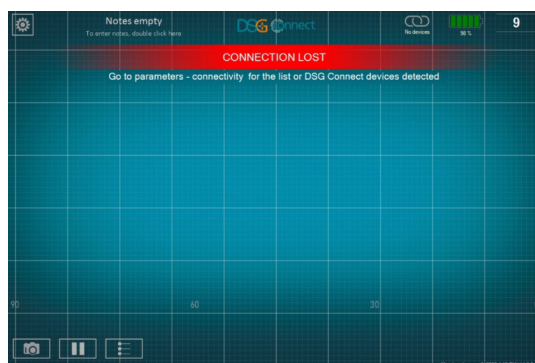 Notes empty
To enter notes, double click here
DSG Connect
No devices
98 %
9
CONNECTION LOST
Go to parameters - connectivity for the list or DSG Connect devices detected
90
60
30